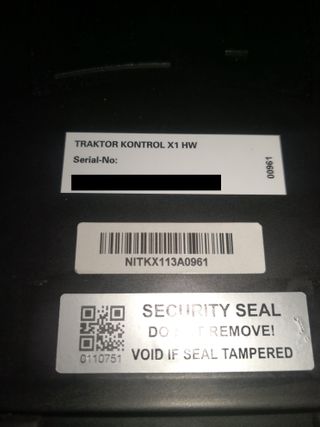 TRAKTOR KONTROL X1 HW
Serial-No:
00961
NITKX113A0961
SECURITY SEAL
DO NOT REMOVE!
VOID IF SEAL TAMPERED
0110751